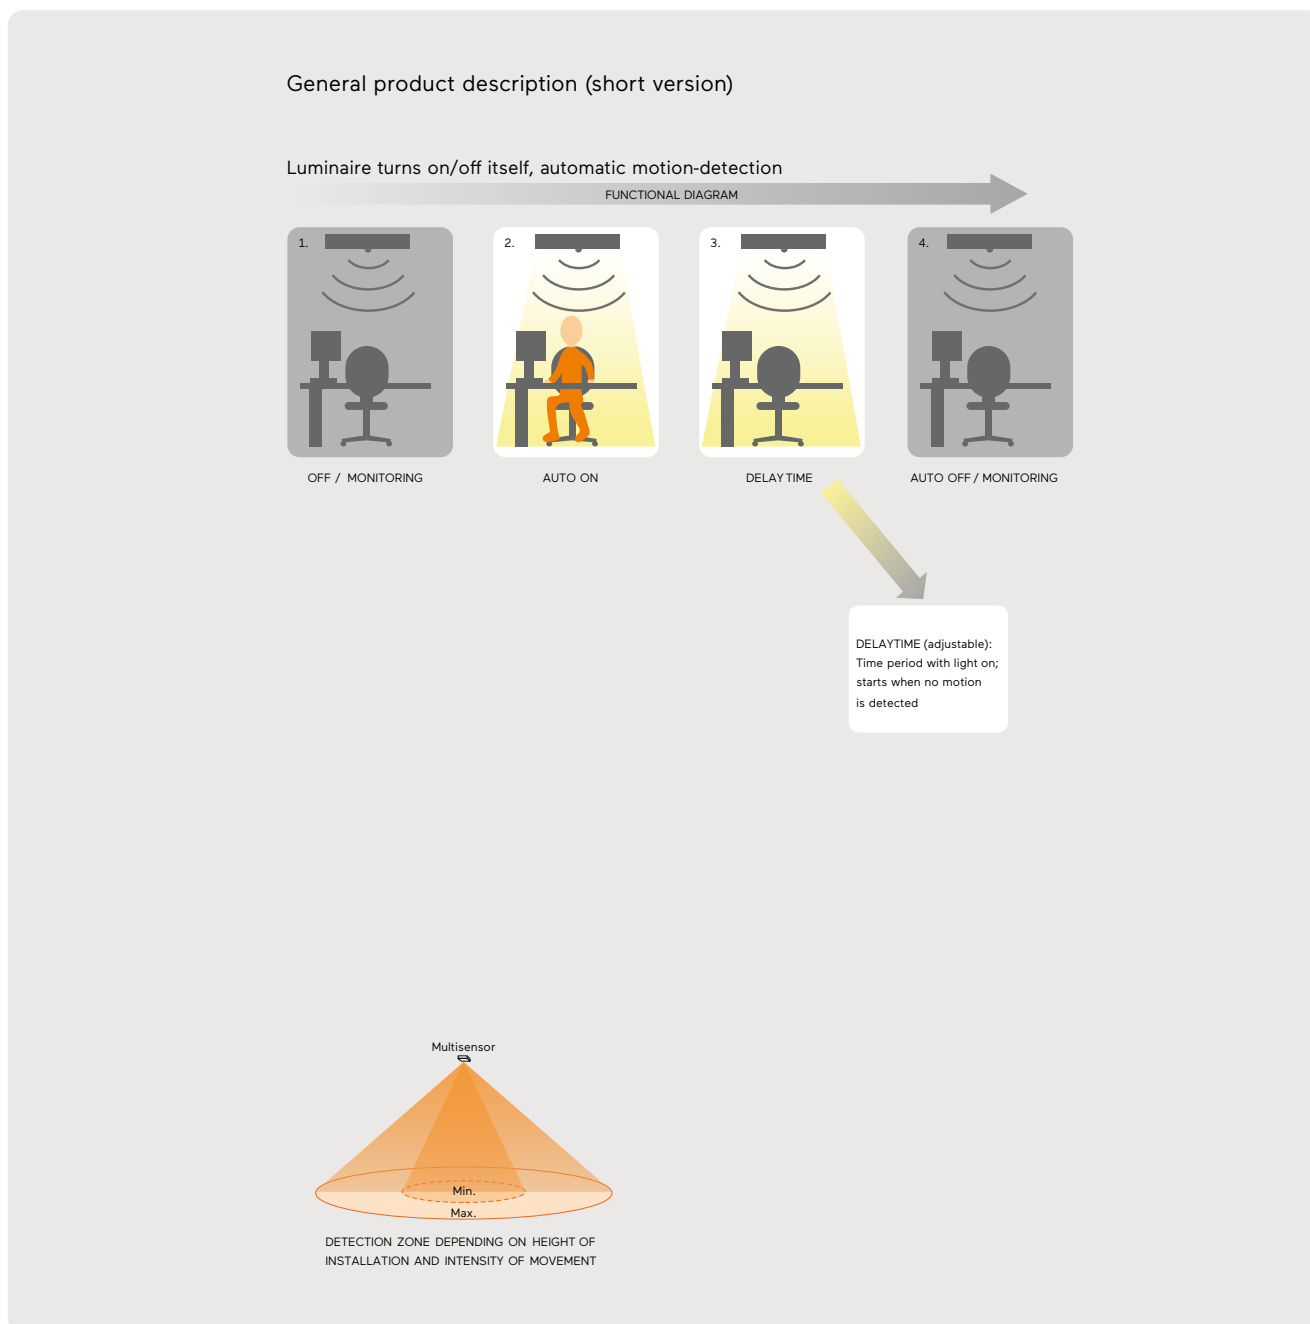 General product description (short version)
Luminaire turns on/off itself, automatic motion-detection
FUNCTIONAL DIAGRAM
1.
2.
3.
4.
OFF / MONITORING
AUTO ON
DELAY TIME
AUTO OFF / MONITORING
DELAYTIME (adjustable):
Time period with light on;
starts when no motion
is detected
Multisensor
Min.
Max.
DETECTION ZONE DEPENDING ON HEIGHT OF
INSTALLATION AND INTENSITY OF MOVEMENT